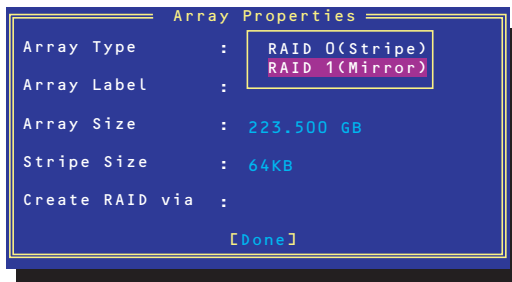 Array Properties
Array Type : RAID 0(Stripe)
RAID 1(Mirror)
Array Label :
Array Size : 223.500 GB
Stripe Size : 64KB
Create RAID via :
[Done]